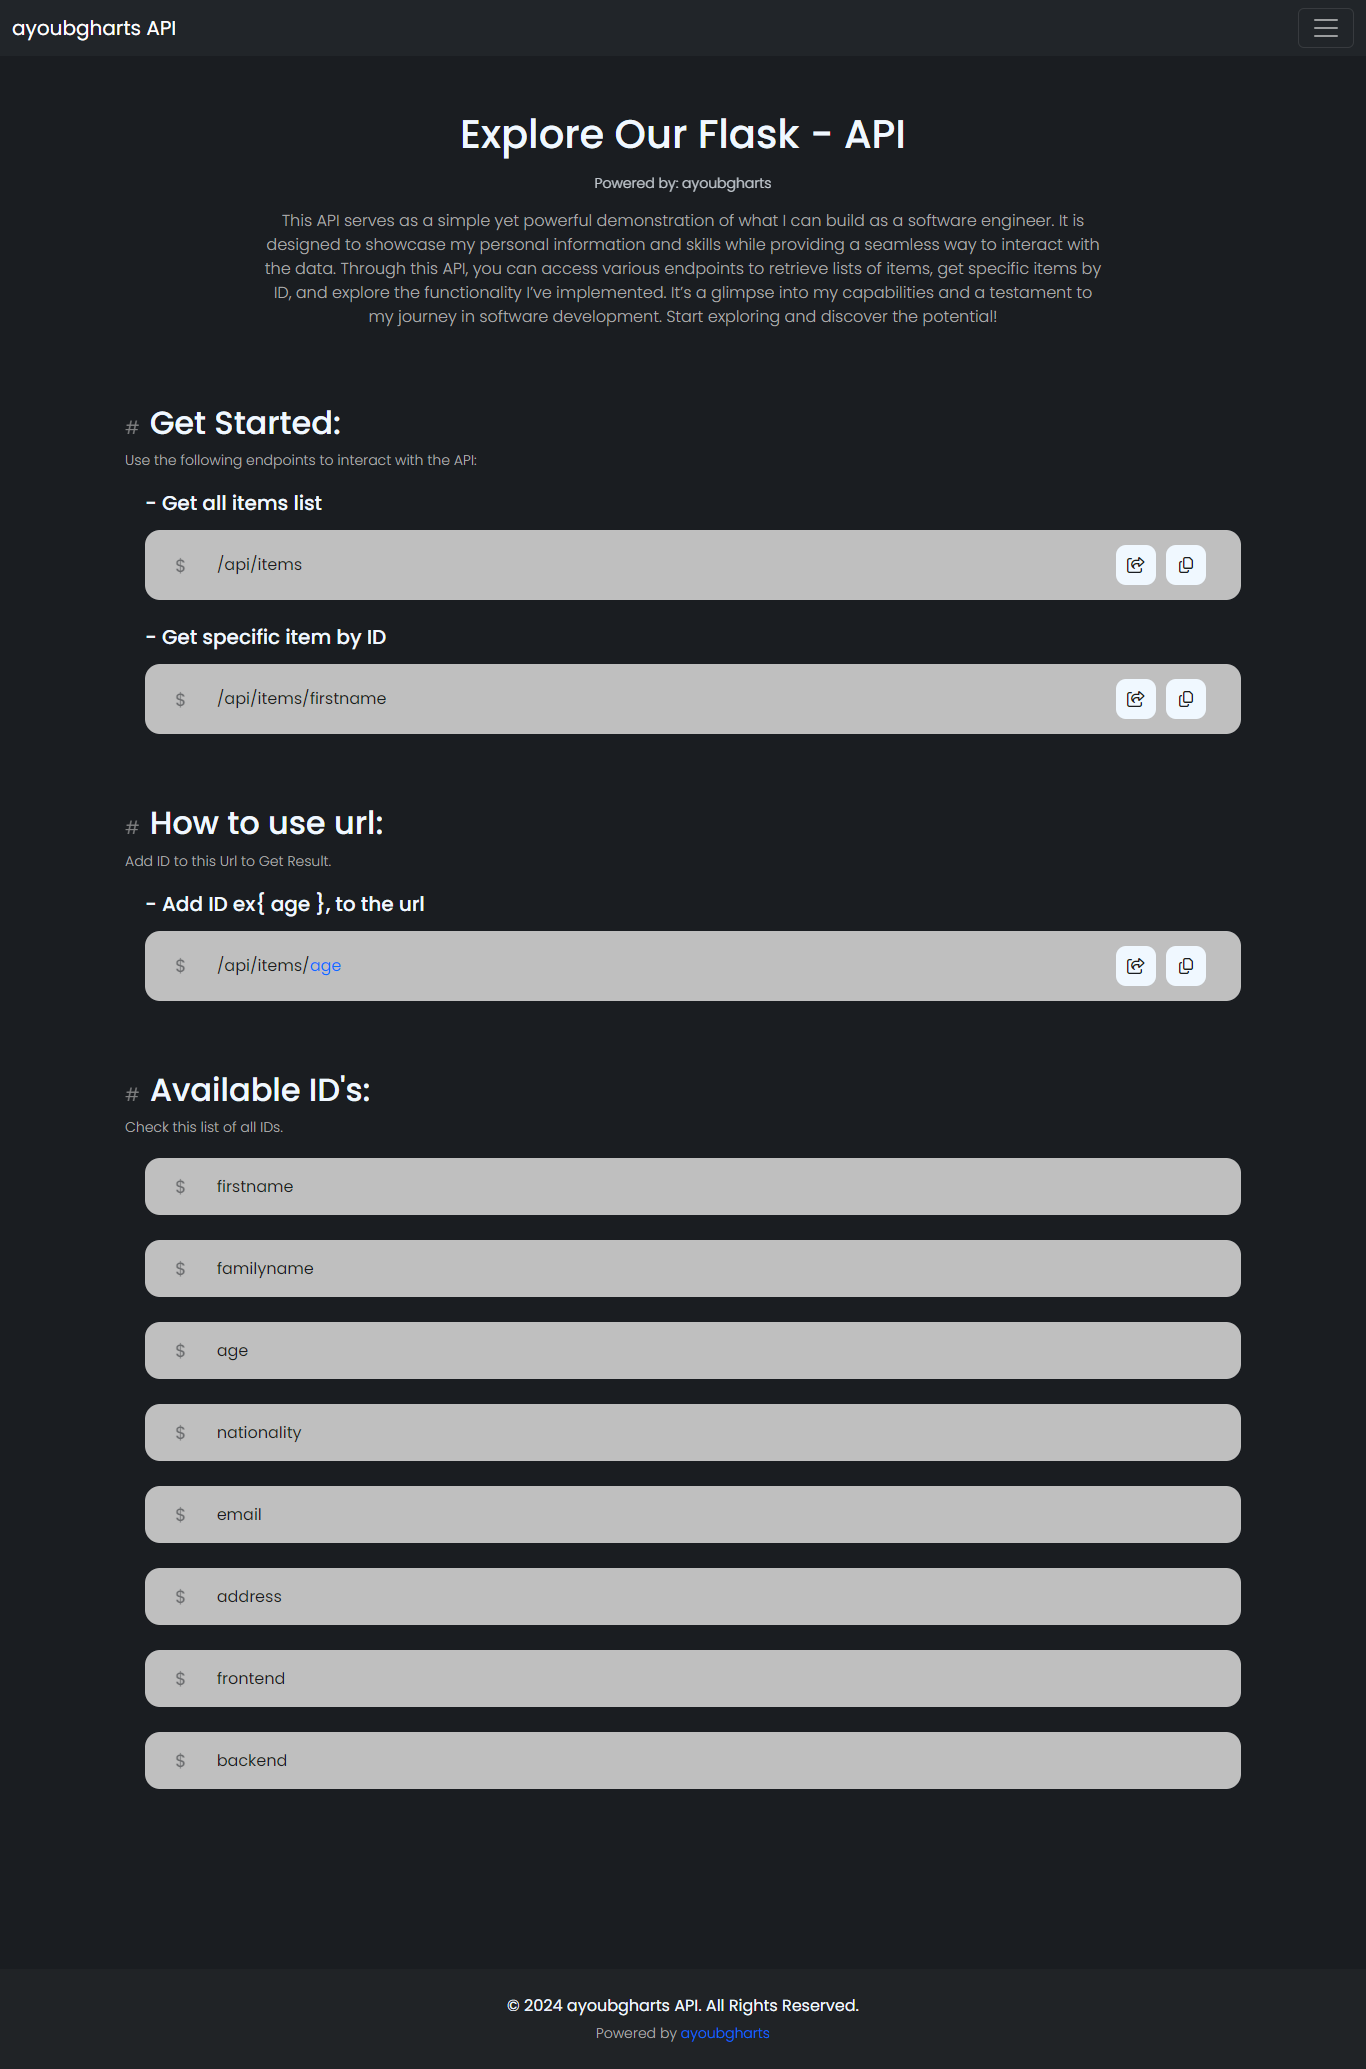 ayoubgharts API
Explore Our Flask - API
Powered by: ayoubgharts
This API serves as a simple yet powerful demonstration of what I can build as a software engineer. It is
designed to showcase my personal information and skills while providing a seamless way to interact with
the data. Through this API, you can access various endpoints to retrieve lists of items, get specific items by
ID, and explore the functionality I’ve implemented. It’s a glimpse into my capabilities and a testament to
my journey in software development. Start exploring and discover the potential!
# Get Started:
Use the following endpoints to interact with the API:
- Get all items list
$ /api/items
- Get specific item by ID
$ /api/items/firstname
# How to use url:
Add ID to this Url to Get Result.
- Add ID ex{ age }, to the url
$ /api/items/age
# Available ID's:
Check this list of all IDs.
$ firstname
$ familyname
$ age
$ nationality
$ email
$ address
$ frontend
$ backend
© 2024 ayoubgharts API. All Rights Reserved.
Powered by ayoubgharts